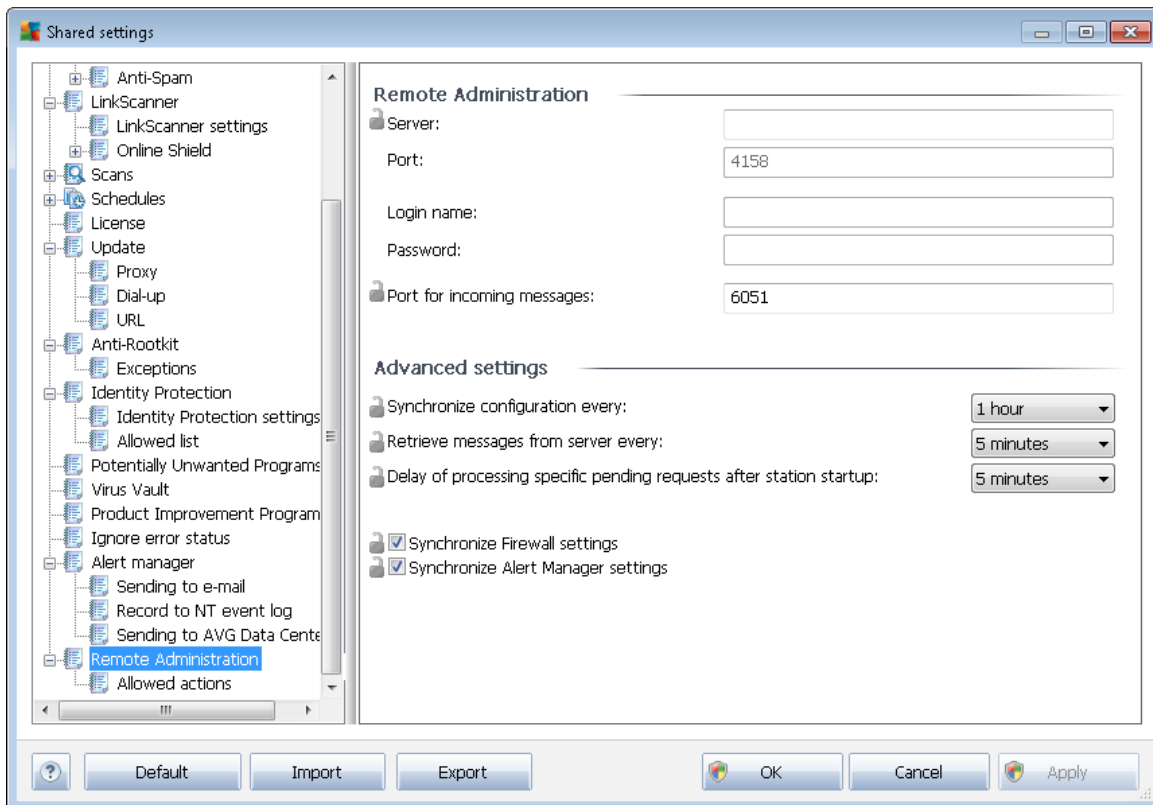 Shared settings
Anti-Spam
LinkScanner
LinkScanner settings
Online Shield
Scans
Schedules
License
Update
Proxy
Dial-up
URL
Anti-Rootkit
Exceptions
Identity Protection
Identity Protection settings
Allowed list
Potentially Unwanted Programs
Virus Vault
Product Improvement Program
Ignore error status
Alert manager
Sending to e-mail
Record to NT event log
Sending to AVG Data Cente
Remote Administration
Allowed actions
Remote Administration
Server:
Port: 4158
Login name:
Password:
Port for incoming messages: 6051
Advanced settings
Synchronize configuration every: 1 hour
Retrieve messages from server every: 5 minutes
Delay of processing specific pending requests after station startup: 5 minutes
Synchronize Firewall settings
Synchronize Alert Manager settings
? Default Import Export OK Cancel Apply